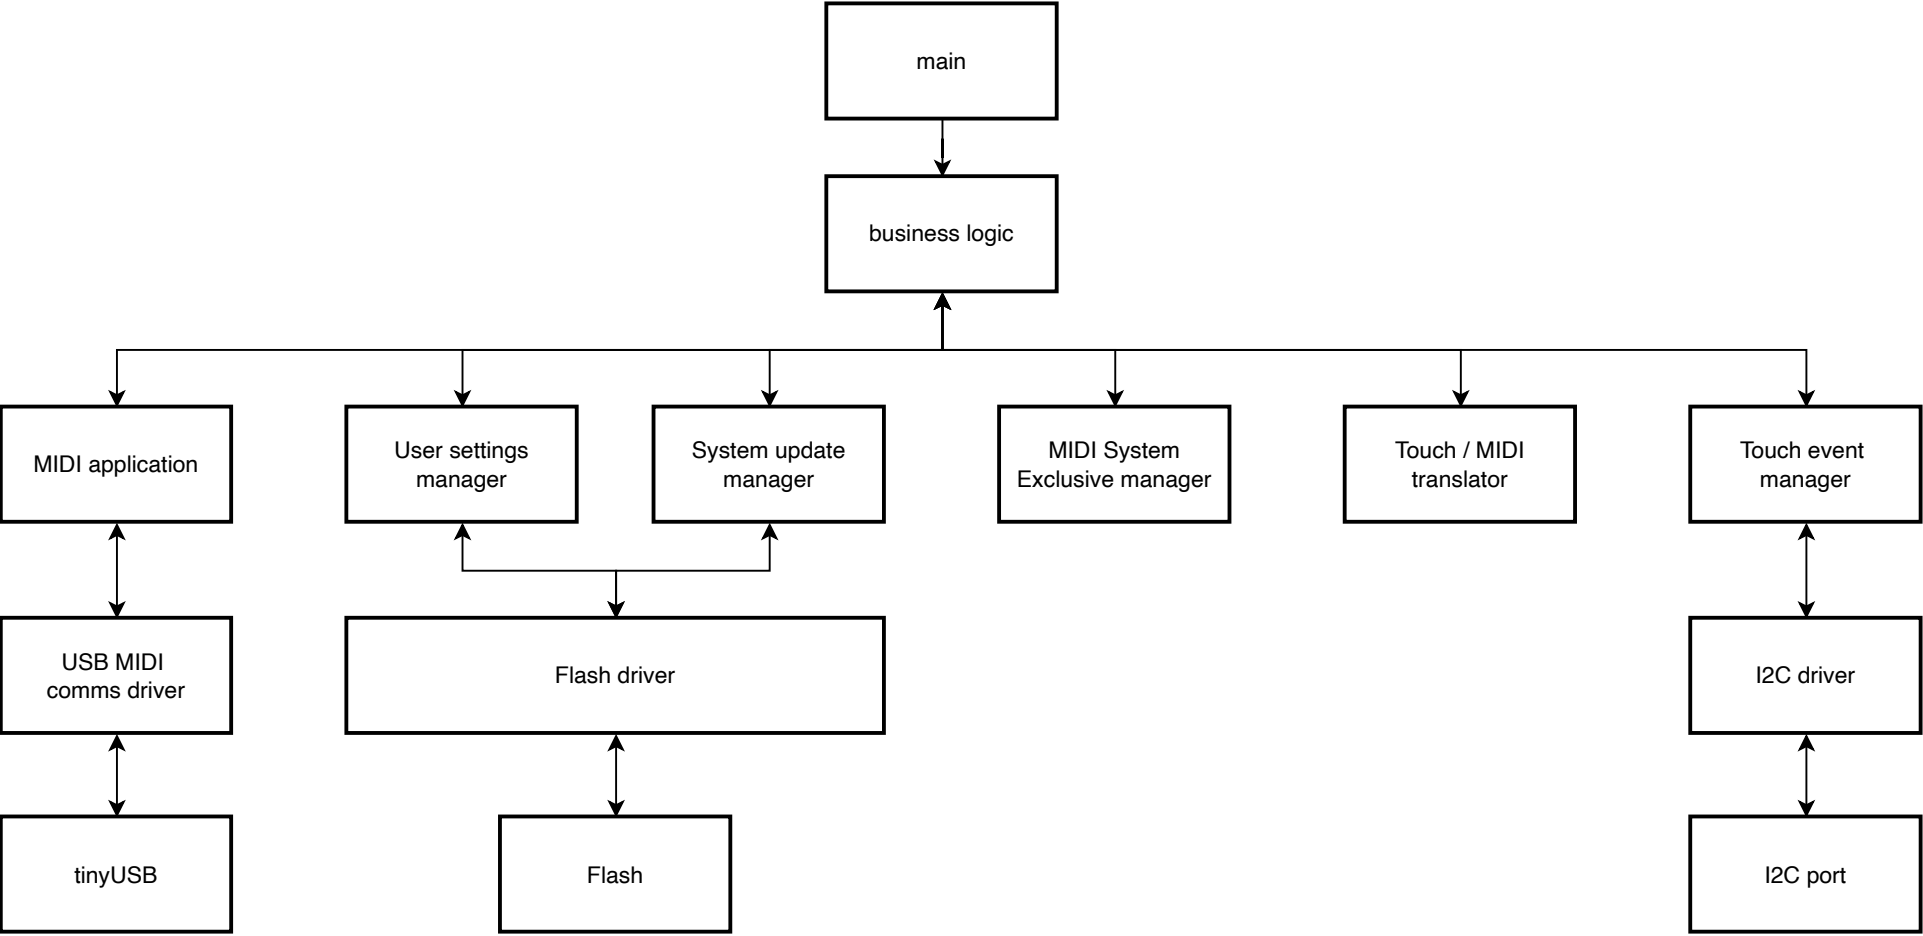 main
business logic
MIDI application
User settings
manager
System update
manager
MIDI System
Exclusive manager
Touch / MIDI
translator
Touch event
manager
USB MIDI
comms driver
Flash driver
I2C driver
tinyUSB
Flash
I2C port